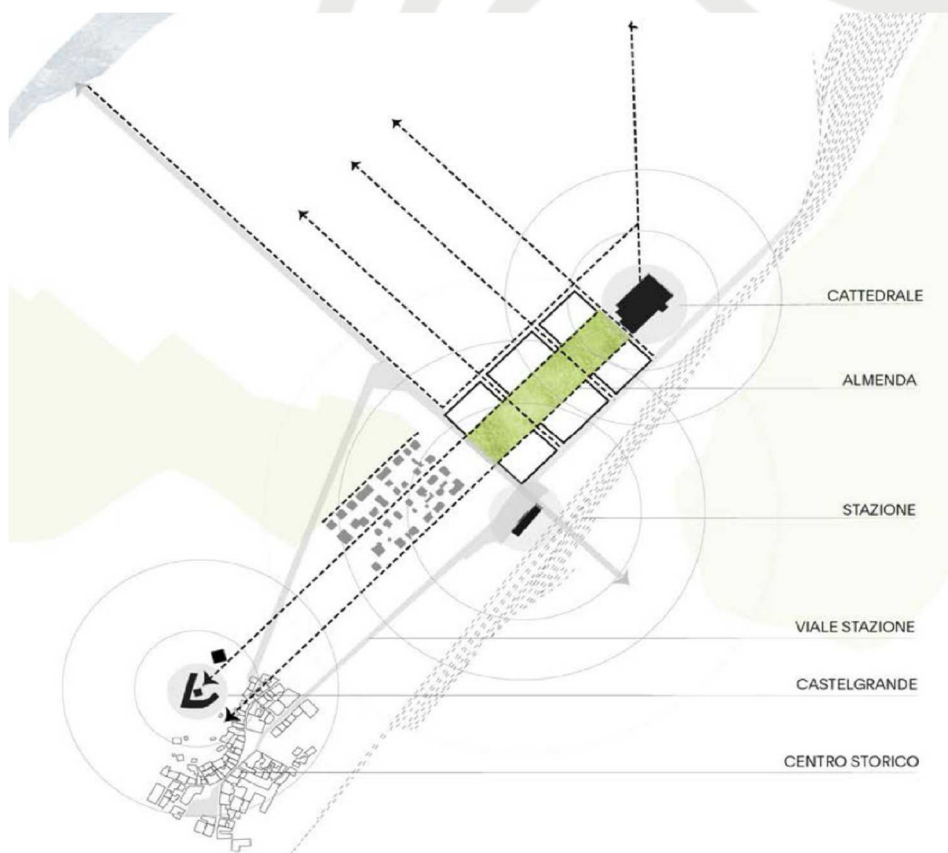 CATTEDRALE
ALMENDA
STAZIONE
VIALE STAZIONE
CASTELGRANDE
CENTRO STORICO